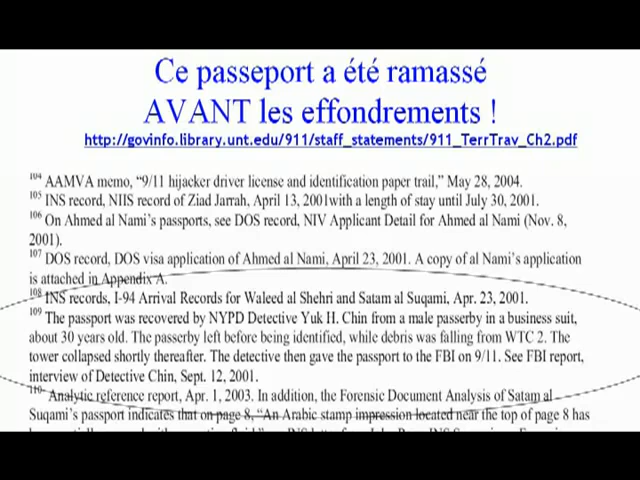 Ce passeport a été ramassé
AVANT les effondrements !
http://govinfo.library.unt.edu/911/staff_statements/911_TerrTrav_Ch2.pdf
104 AAMVA memo, “9/11 hijacker driver license and identification paper trail,” May 28, 2004.
105 INS record, NIIS record of Ziad Jarrah, April 13, 2001with a length of stay until July 30, 2001.
106 On Ahmed al Nami’s passports, see DOS record, NIV Applicant Detail for Ahmed al Nami (Nov. 8,
2001).
107 DOS record, DOS visa application of Ahmed al Nami, April 23, 2001. A copy of al Nami’s application
is attached in Appendix A.
108 INS records, I-94 Arrival Records for Waleed al Shehri and Satam al Suqami, Apr. 23, 2001.
109 The passport was recovered by NYPD Detective Yuk H. Chin from a male passerby in a business suit,
about 30 years old. The passerby left before being identified, while debris was falling from WTC 2. The
tower collapsed shortly thereafter. The detective then gave the passport to the FBI on 9/11. See FBI report,
interview of Detective Chin, Sept. 12, 2001.
110 Analytic reference report, Apr. 1, 2003. In addition, the Forensic Document Analysis of Satam al
Suqami’s passport indicates that on page 8, “An Arabic stamp impression located near the top of page 8 has